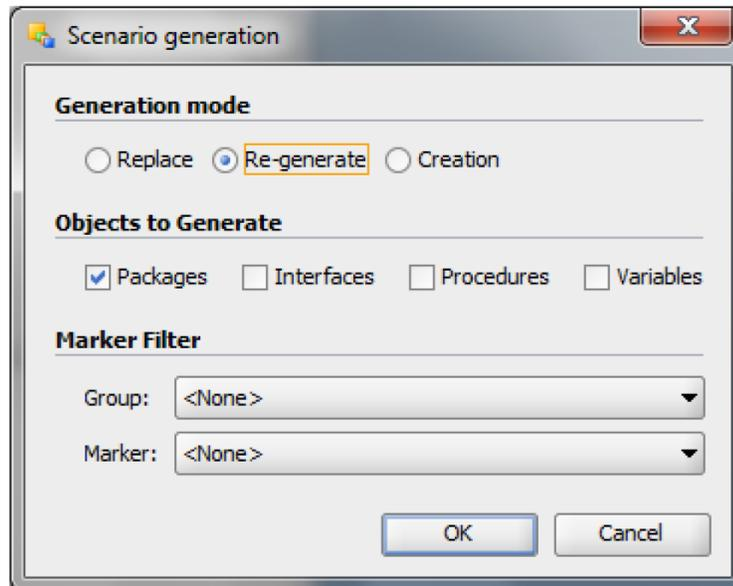 Scenario generation
Generation mode
Replace Re-generate Creation
Objects to Generate
Packages Interfaces Procedures Variables
Marker Filter
Group: <None>
Marker: <None>
OK Cancel